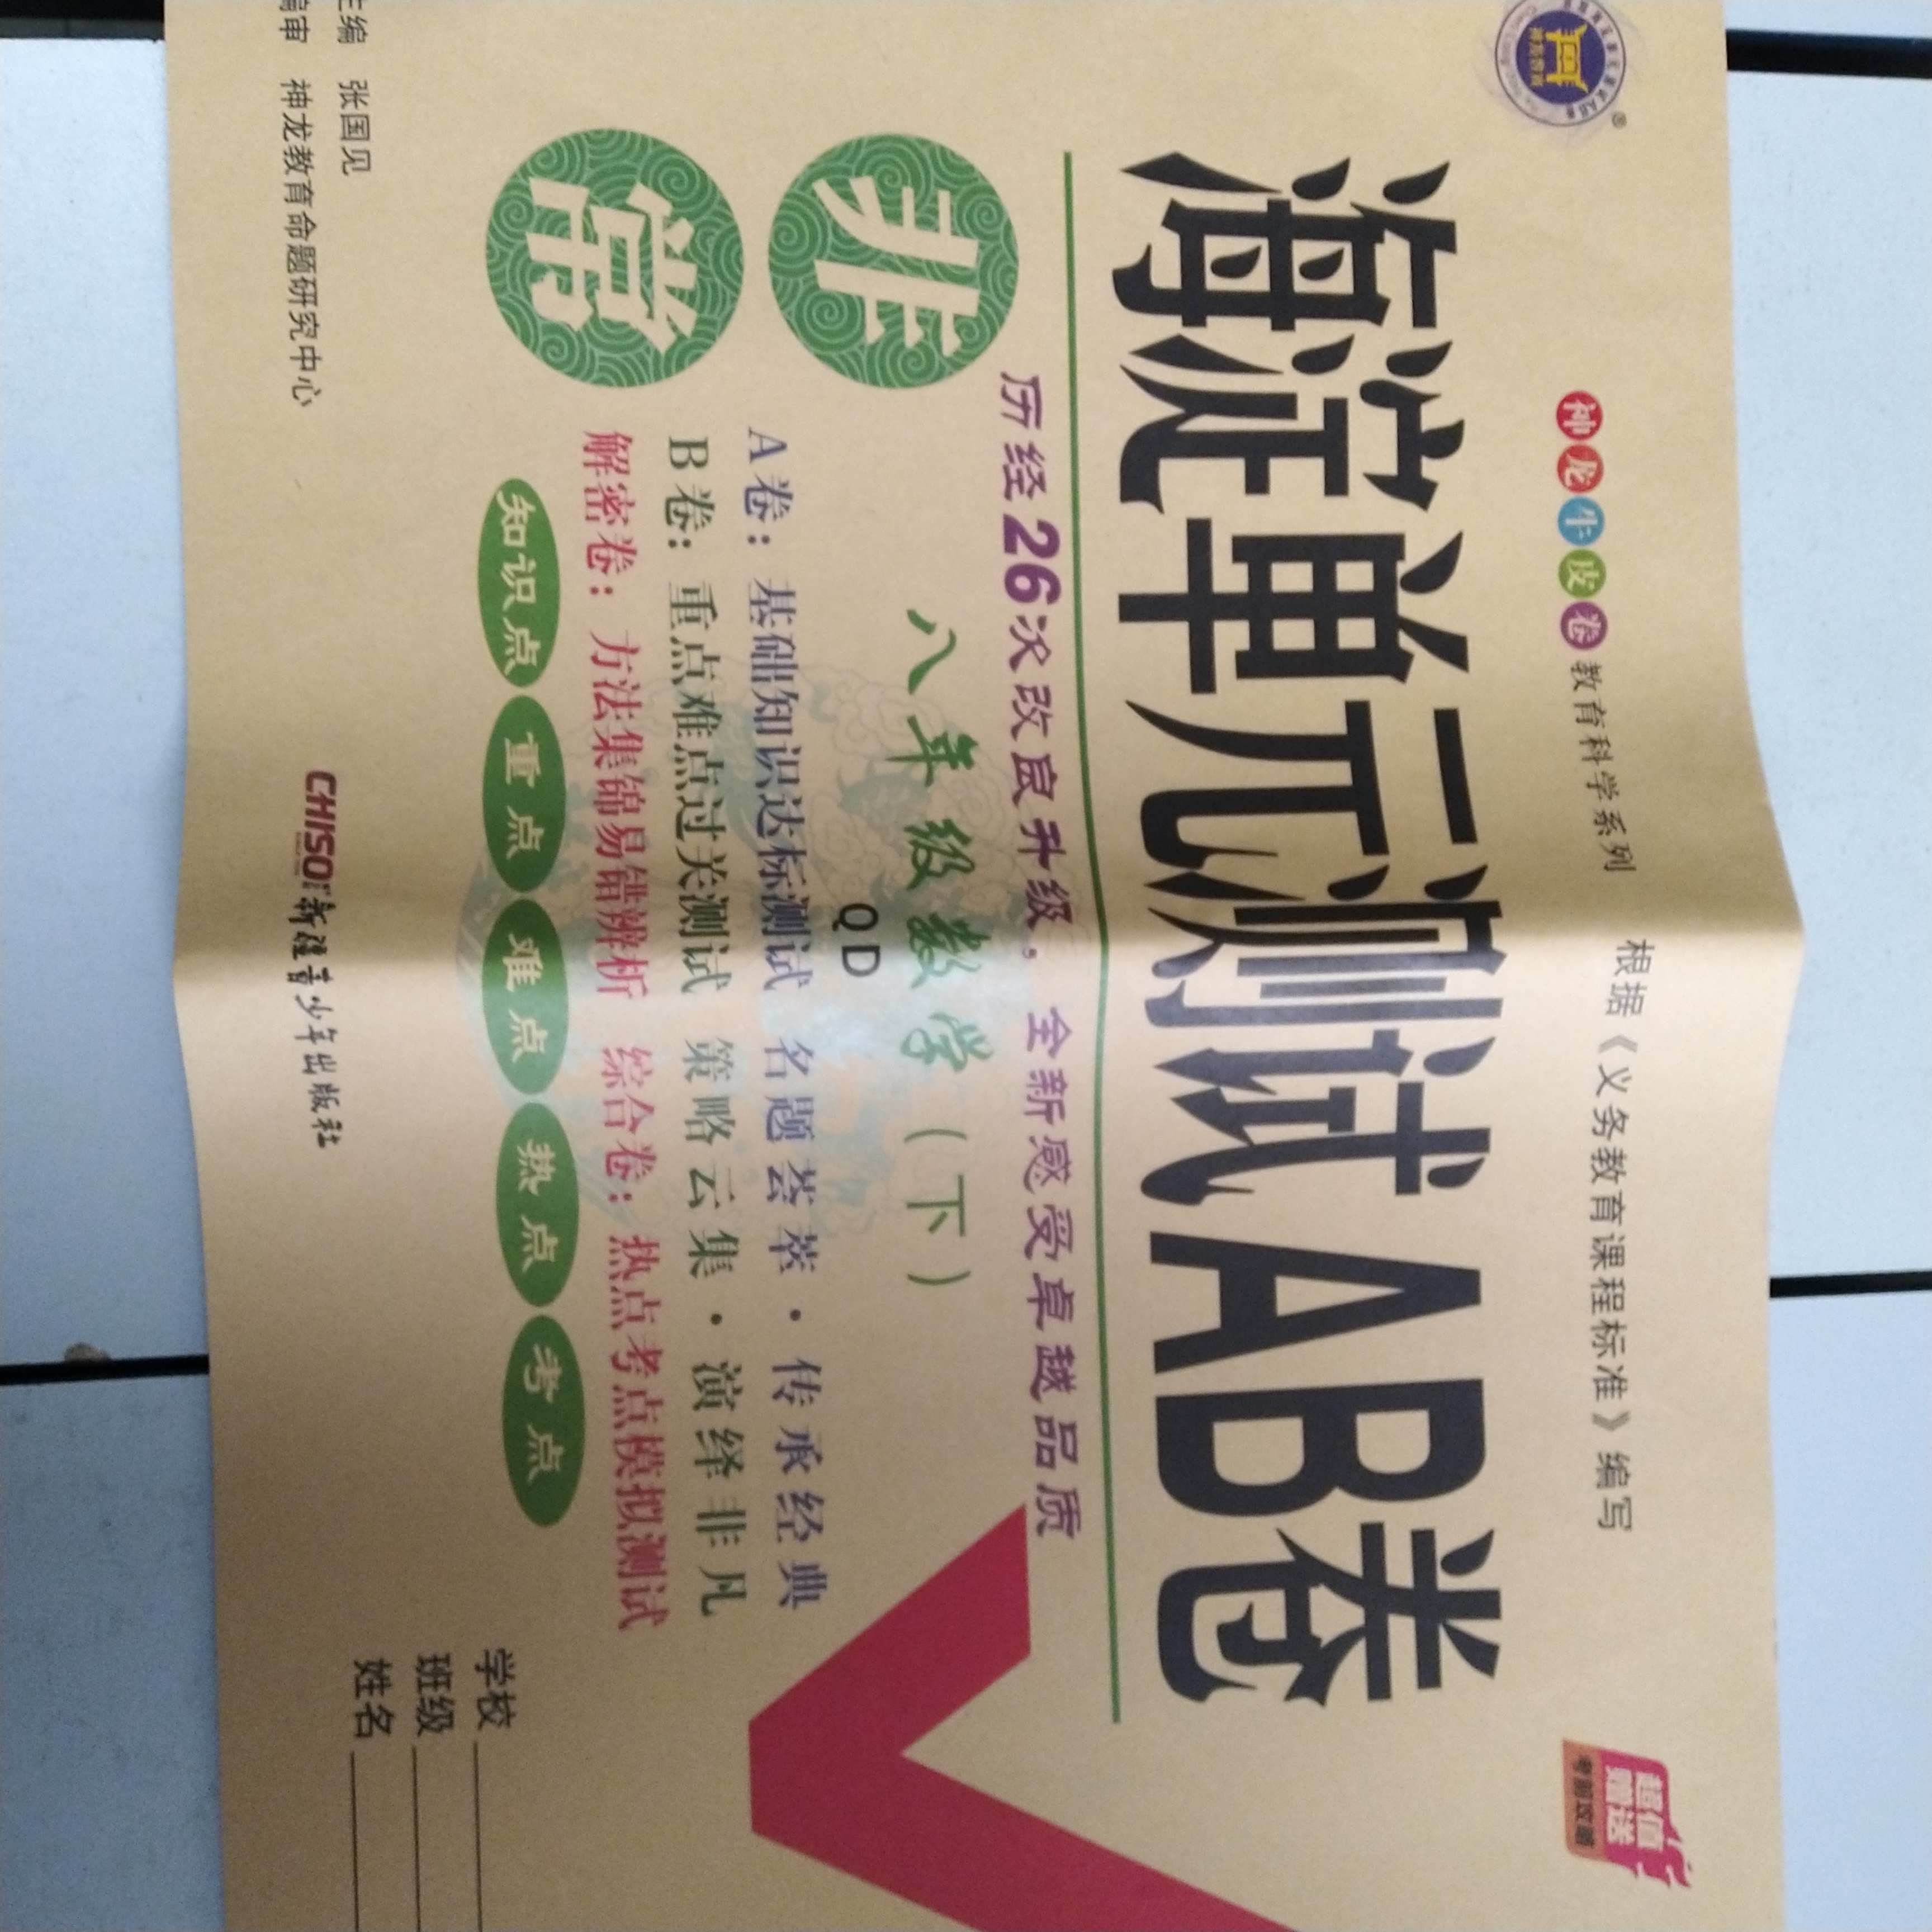 神龙牛皮卷教育科学系列 根据《义务教育课程标准》编写
超值赠送
考前攻略
海淀单元测试AB卷
历经26次改良升级，全新感受卓越品质
非常
八年级数学（下）
QD
A卷：基础知识达标测试 名题荟萃·传承经典
B卷：重点难点过关测试 策略云集·演绎非凡
解密卷：方法集锦易错辨析 综合卷：热点考点模拟测试
知识点 重点 难点 热点 考点
学校
班级
姓名
主编 张国见
编审 神龙教育命题研究中心
CHISO 新疆青少年出版社